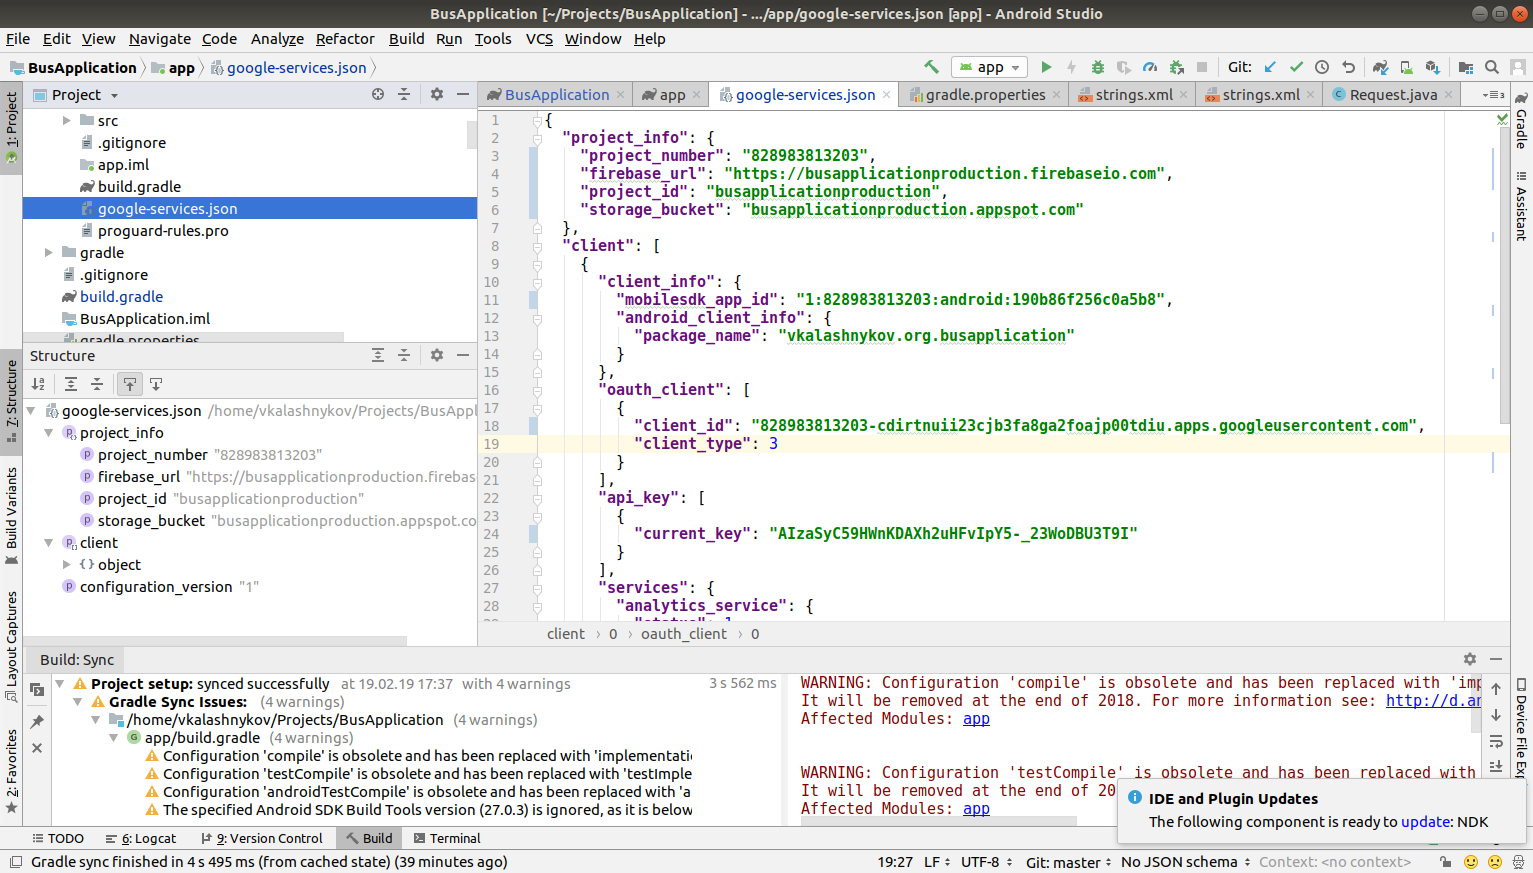 BusApplication [~/Projects/BusApplication] - .../app/google-services.json [app] - Android Studio
File Edit View Navigate Code Analyze Refactor Build Run Tools VCS Window Help
BusApplication app google-services.json app Git:
1: Project
Project
BusApplication app google-services.json gradle.properties strings.xml strings.xml Request.java
src
.gitignore
app.iml
build.gradle
google-services.json
proguard-rules.pro
gradle
.gitignore
build.gradle
BusApplication.iml
gradle.properties
Structure
google-services.json /home/vkalashnykov/Projects/BusAppl
project_info
project_number "828983813203"
firebase_url "https://busapplicationproduction.firebas
project_id "busapplicationproduction"
storage_bucket "busapplicationproduction.appspot.co
client
object
configuration_version "1"
7: Structure
Build Variants
Layout Captures
2: Favorites
1 {
2 "project_info": {
3 "project_number": "828983813203",
4 "firebase_url": "https://busapplicationproduction.firebaseio.com",
5 "project_id": "busapplicationproduction",
6 "storage_bucket": "busapplicationproduction.appspot.com"
7 },
8 "client": [
9 {
10 "client_info": {
11 "mobilesdk_app_id": "1:828983813203:android:190b86f256c0a5b8",
12 "android_client_info": {
13 "package_name": "vkalashnykov.org.busapplication"
14 }
15 },
16 "oauth_client": [
17 {
18 "client_id": "828983813203-cdirtnuii23cjb3fa8ga2foajp00tdiu.apps.googleusercontent.com",
19 "client_type": 3
20 }
21 ],
22 "api_key": [
23 {
24 "current_key": "AIzaSyC59HWnKDAXh2uHFvIpY5-_23WoDBU3T9I"
25 }
26 ],
27 "services": {
28 "analytics_service": {
"status": 1
client › 0 › oauth_client › 0
Gradle
Assistant
Device File Exp
Build: Sync
Project setup: synced successfully at 19.02.19 17:37 with 4 warnings 3 s 562 ms
Gradle Sync Issues: (4 warnings)
/home/vkalashnykov/Projects/BusApplication (4 warnings)
app/build.gradle (4 warnings)
Configuration 'compile' is obsolete and has been replaced with 'implementatio
Configuration 'testCompile' is obsolete and has been replaced with 'testImple
Configuration 'androidTestCompile' is obsolete and has been replaced with 'a
The specified Android SDK Build Tools version (27.0.3) is ignored, as it is below
WARNING: Configuration 'compile' is obsolete and has been replaced with 'imp
It will be removed at the end of 2018. For more information see: http://d.an
Affected Modules: app
WARNING: Configuration 'testCompile' is obsolete and has been replaced with
It will be removed at the end of 20
Affected Modules: app
IDE and Plugin Updates
The following component is ready to update: NDK
TODO 6: Logcat 9: Version Control Build Terminal
Gradle sync finished in 4 s 495 ms (from cached state) (39 minutes ago) 19:27 LF UTF-8 Git: master No JSON schema Context: <no context>